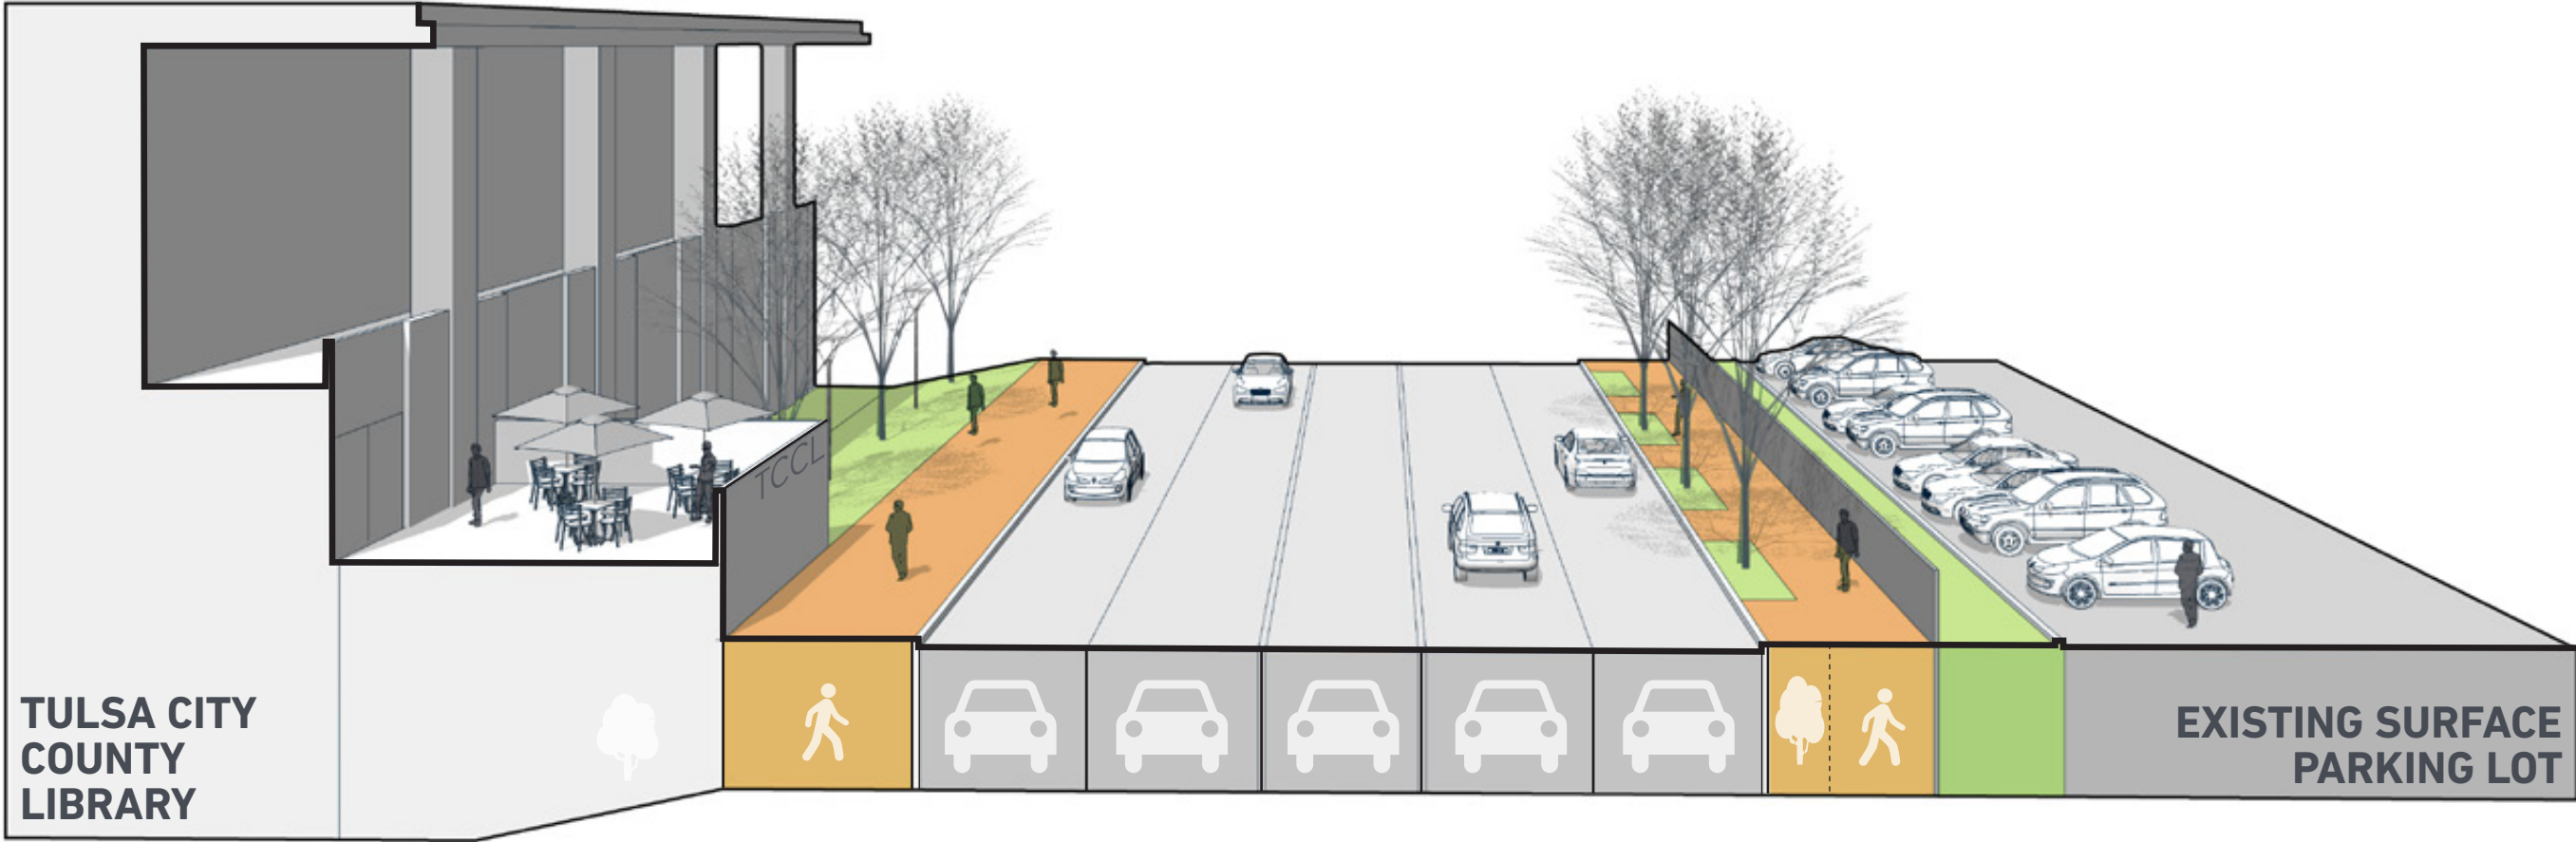 TCCL
TULSA CITY
COUNTY
LIBRARY
EXISTING SURFACE
PARKING LOT